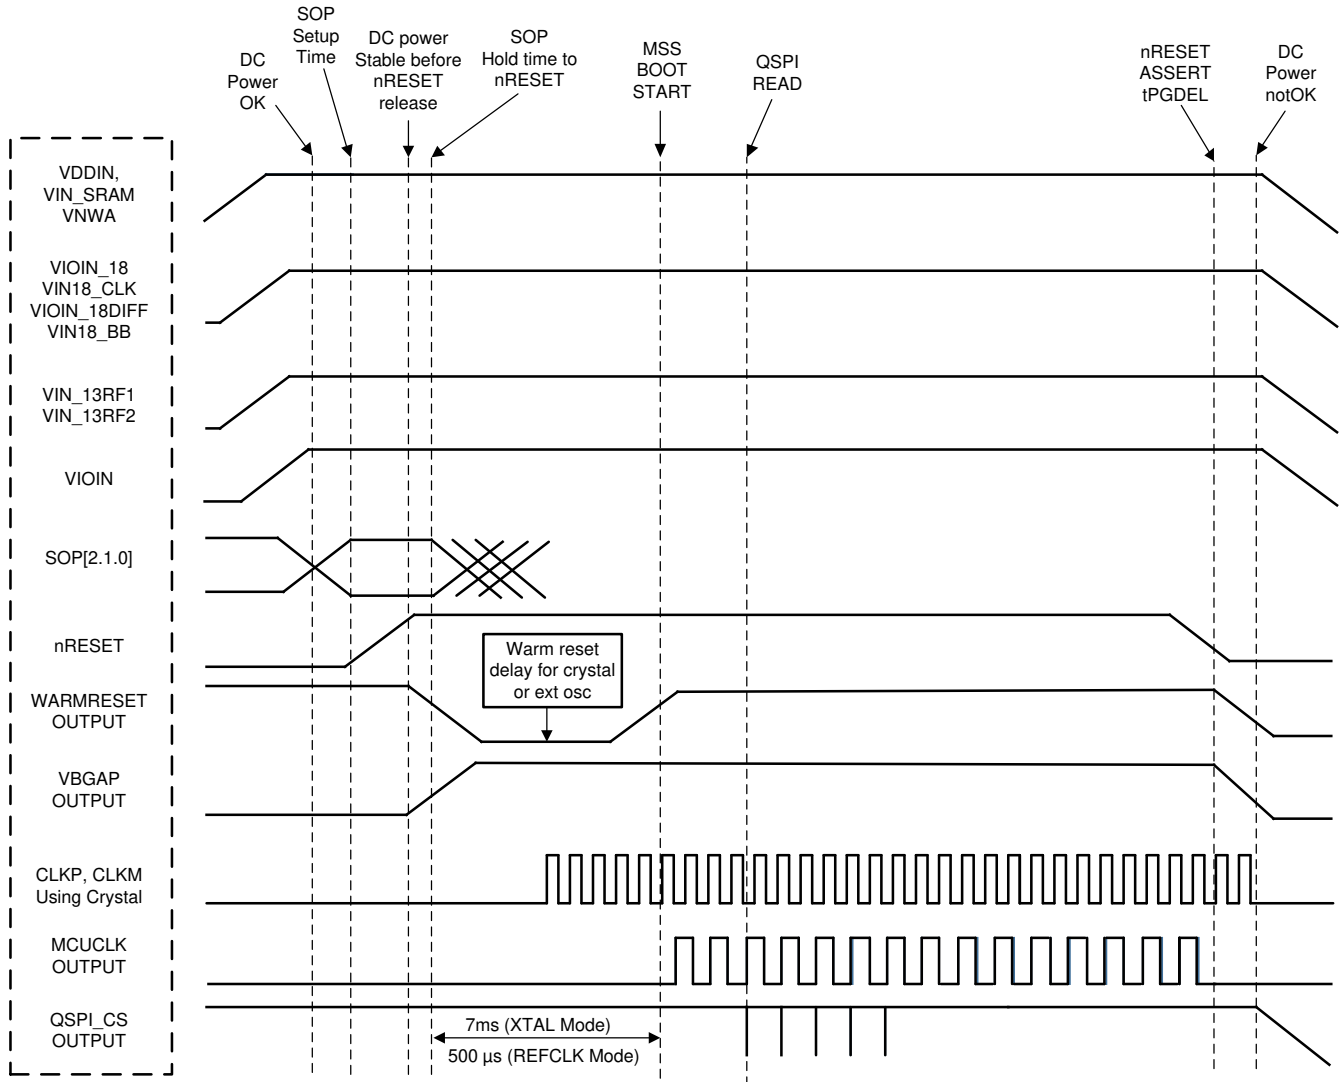 SOP
Setup
Time
DC
Power
OK
DC power
Stable before
nRESET
release
SOP
Hold time to
nRESET
MSS
BOOT
START
QSPI
READ
nRESET
ASSERT
tPGDEL
DC
Power
notOK
VDDIN,
VIN_SRAM
VNWA
VIOIN_18
VIN18_CLK
VIOIN_18DIFF
VIN18_BB
VIN_13RF1
VIN_13RF2
VIOIN
SOP[2.1.0]
nRESET
Warm reset
delay for crystal
or ext osc
WARMRESET
OUTPUT
VBGAP
OUTPUT
CLKP, CLKM
Using Crystal
MCUCLK
OUTPUT
QSPI_CS
OUTPUT
7ms (XTAL Mode)
500 µs (REFCLK Mode)